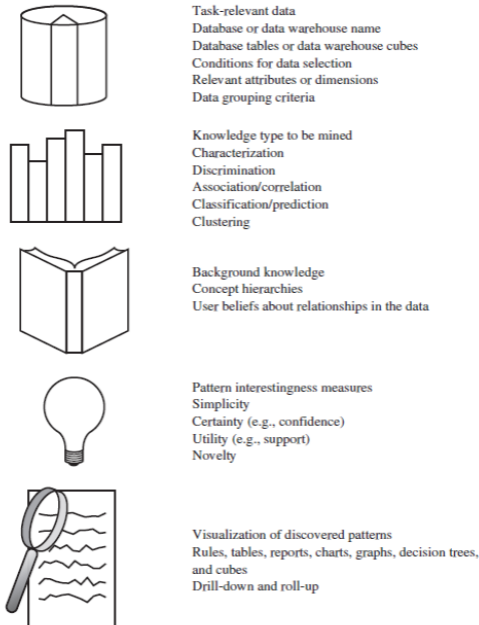 Task-relevant data
Database or data warehouse name
Database tables or data warehouse cubes
Conditions for data selection
Relevant attributes or dimensions
Data grouping criteria
Knowledge type to be mined
Characterization
Discrimination
Association/correlation
Classification/prediction
Clustering
Background knowledge
Concept hierarchies
User beliefs about relationships in the data
Pattern interestingness measures
Simplicity
Certainty (e.g., confidence)
Utility (e.g., support)
Novelty
Visualization of discovered patterns
Rules, tables, reports, charts, graphs, decision trees,
and cubes
Drill-down and roll-up